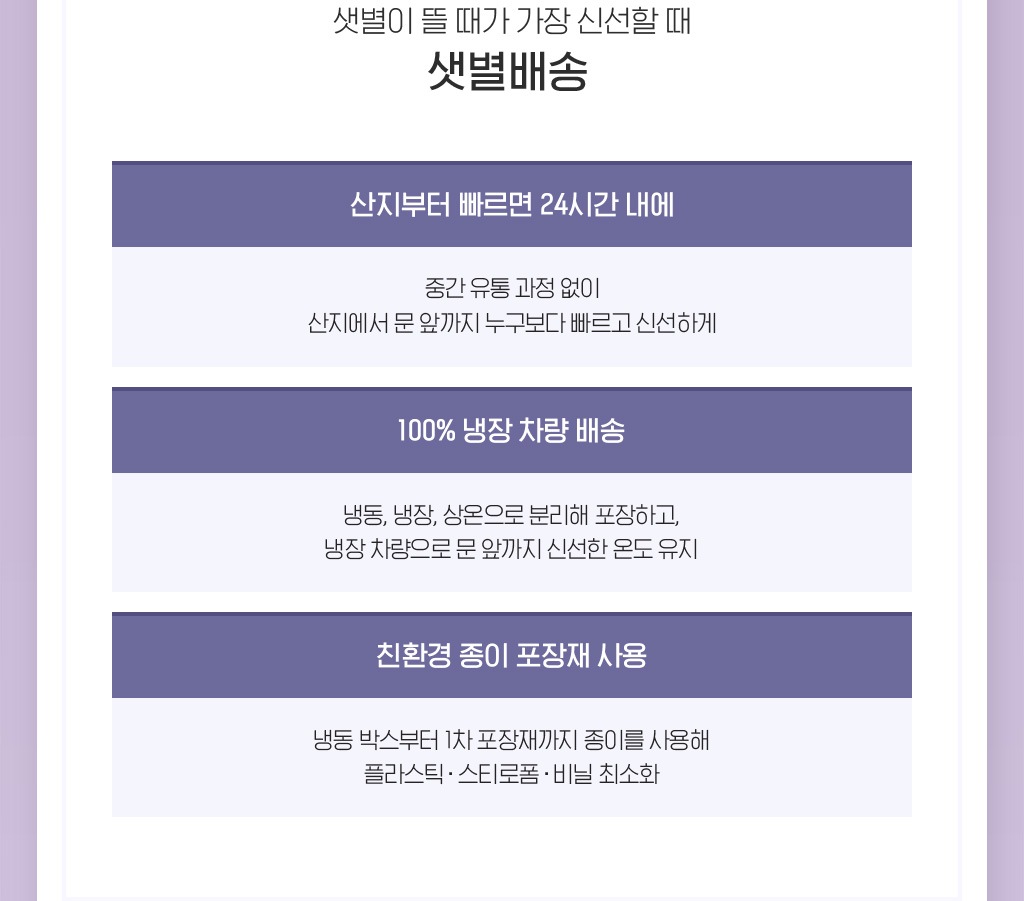 샛별이 뜰 때가 가장 신선할 때
샛별배송
산지부터 빠르면 24시간 내에
중간 유통 과정 없이
산지에서 문 앞까지 누구보다 빠르고 신선하게
100% 냉장 차량 배송
냉동, 냉장, 상온으로 분리해 포장하고,
냉장 차량으로 문 앞까지 신선한 온도 유지
친환경 종이 포장재 사용
냉동 박스부터 1차 포장재까지 종이를 사용해
플라스틱 · 스티로폼 · 비닐 최소화